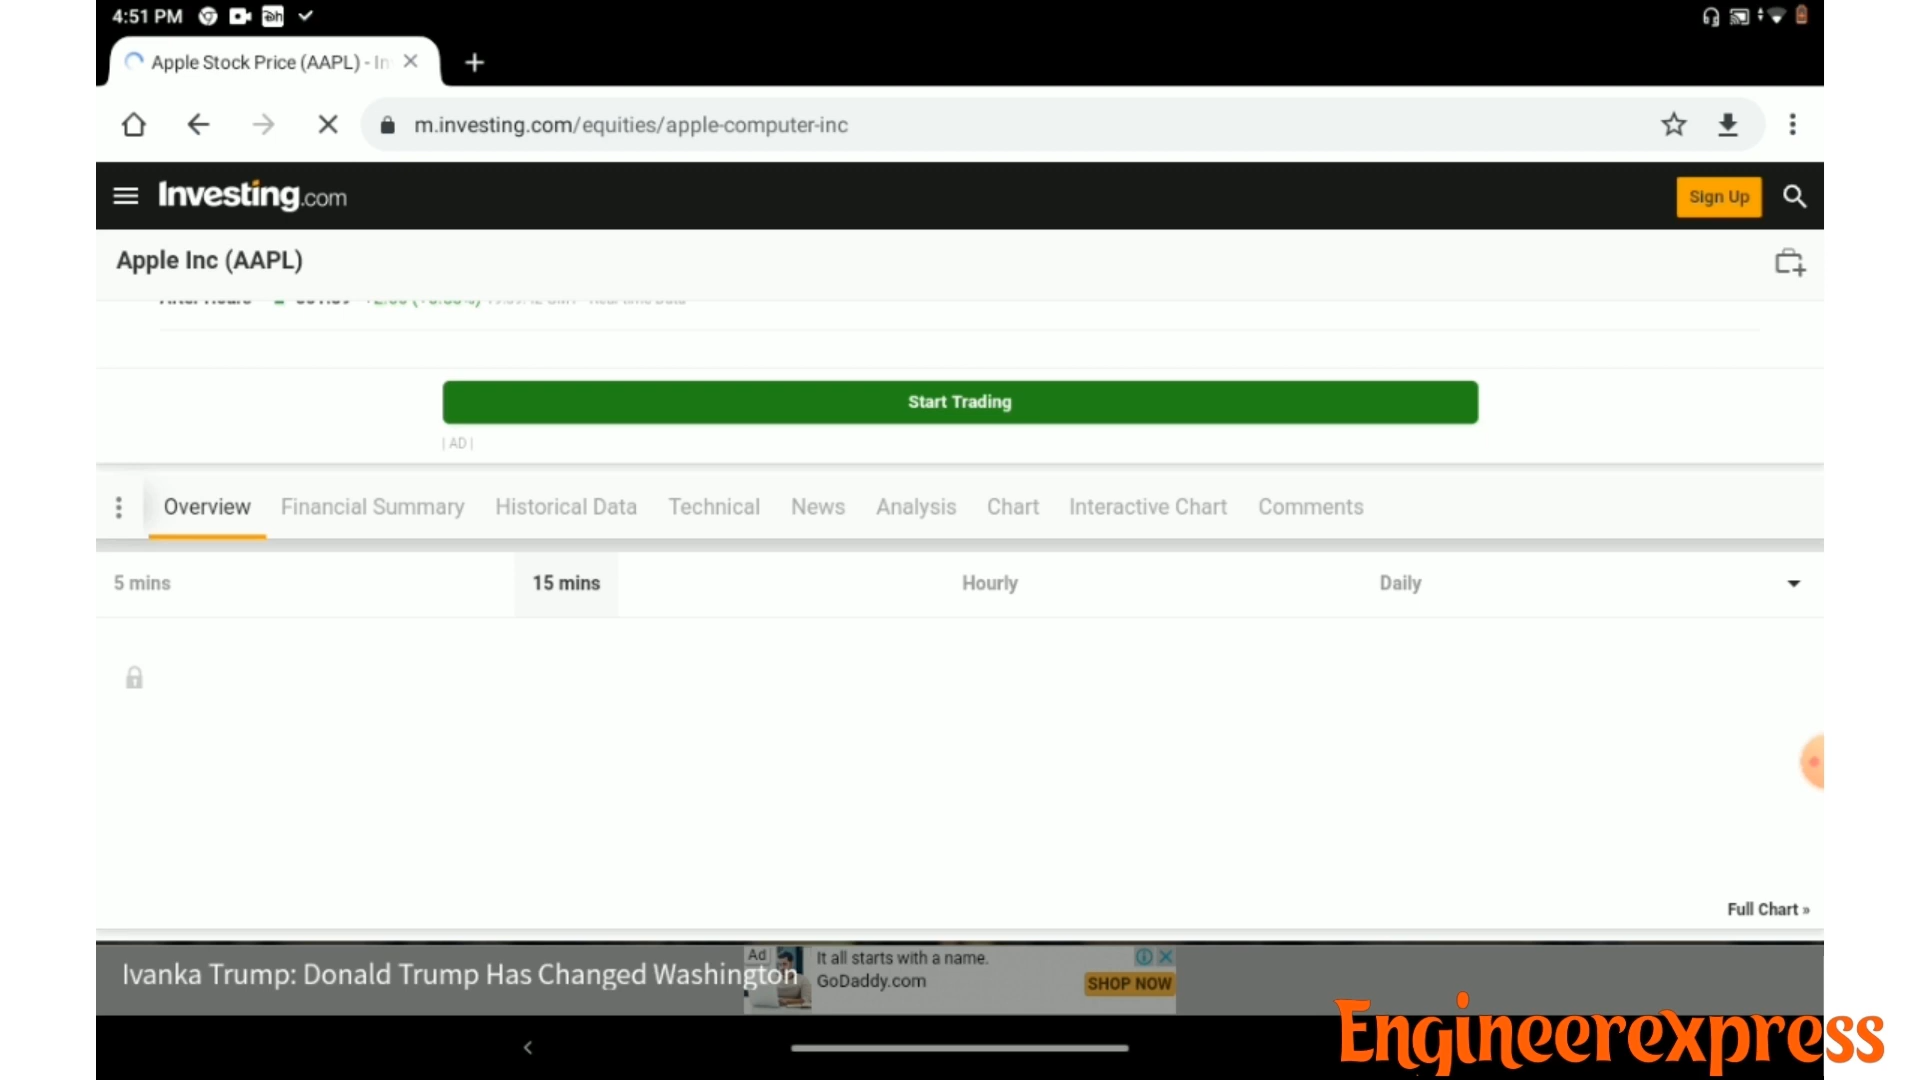 4:51 PM
Apple Stock Price (AAPL) - In
m.investing.com/equities/apple-computer-inc
Investing.com
Sign Up
Apple Inc (AAPL)
Start Trading
| AD |
Overview Financial Summary Historical Data Technical News Analysis Chart Interactive Chart Comments
5 mins 15 mins Hourly Daily
Full Chart »
Ivanka Trump: Donald Trump Has Changed Washington
Ad
It all starts with a name.
GoDaddy.com
SHOP NOW
Engineerexpress